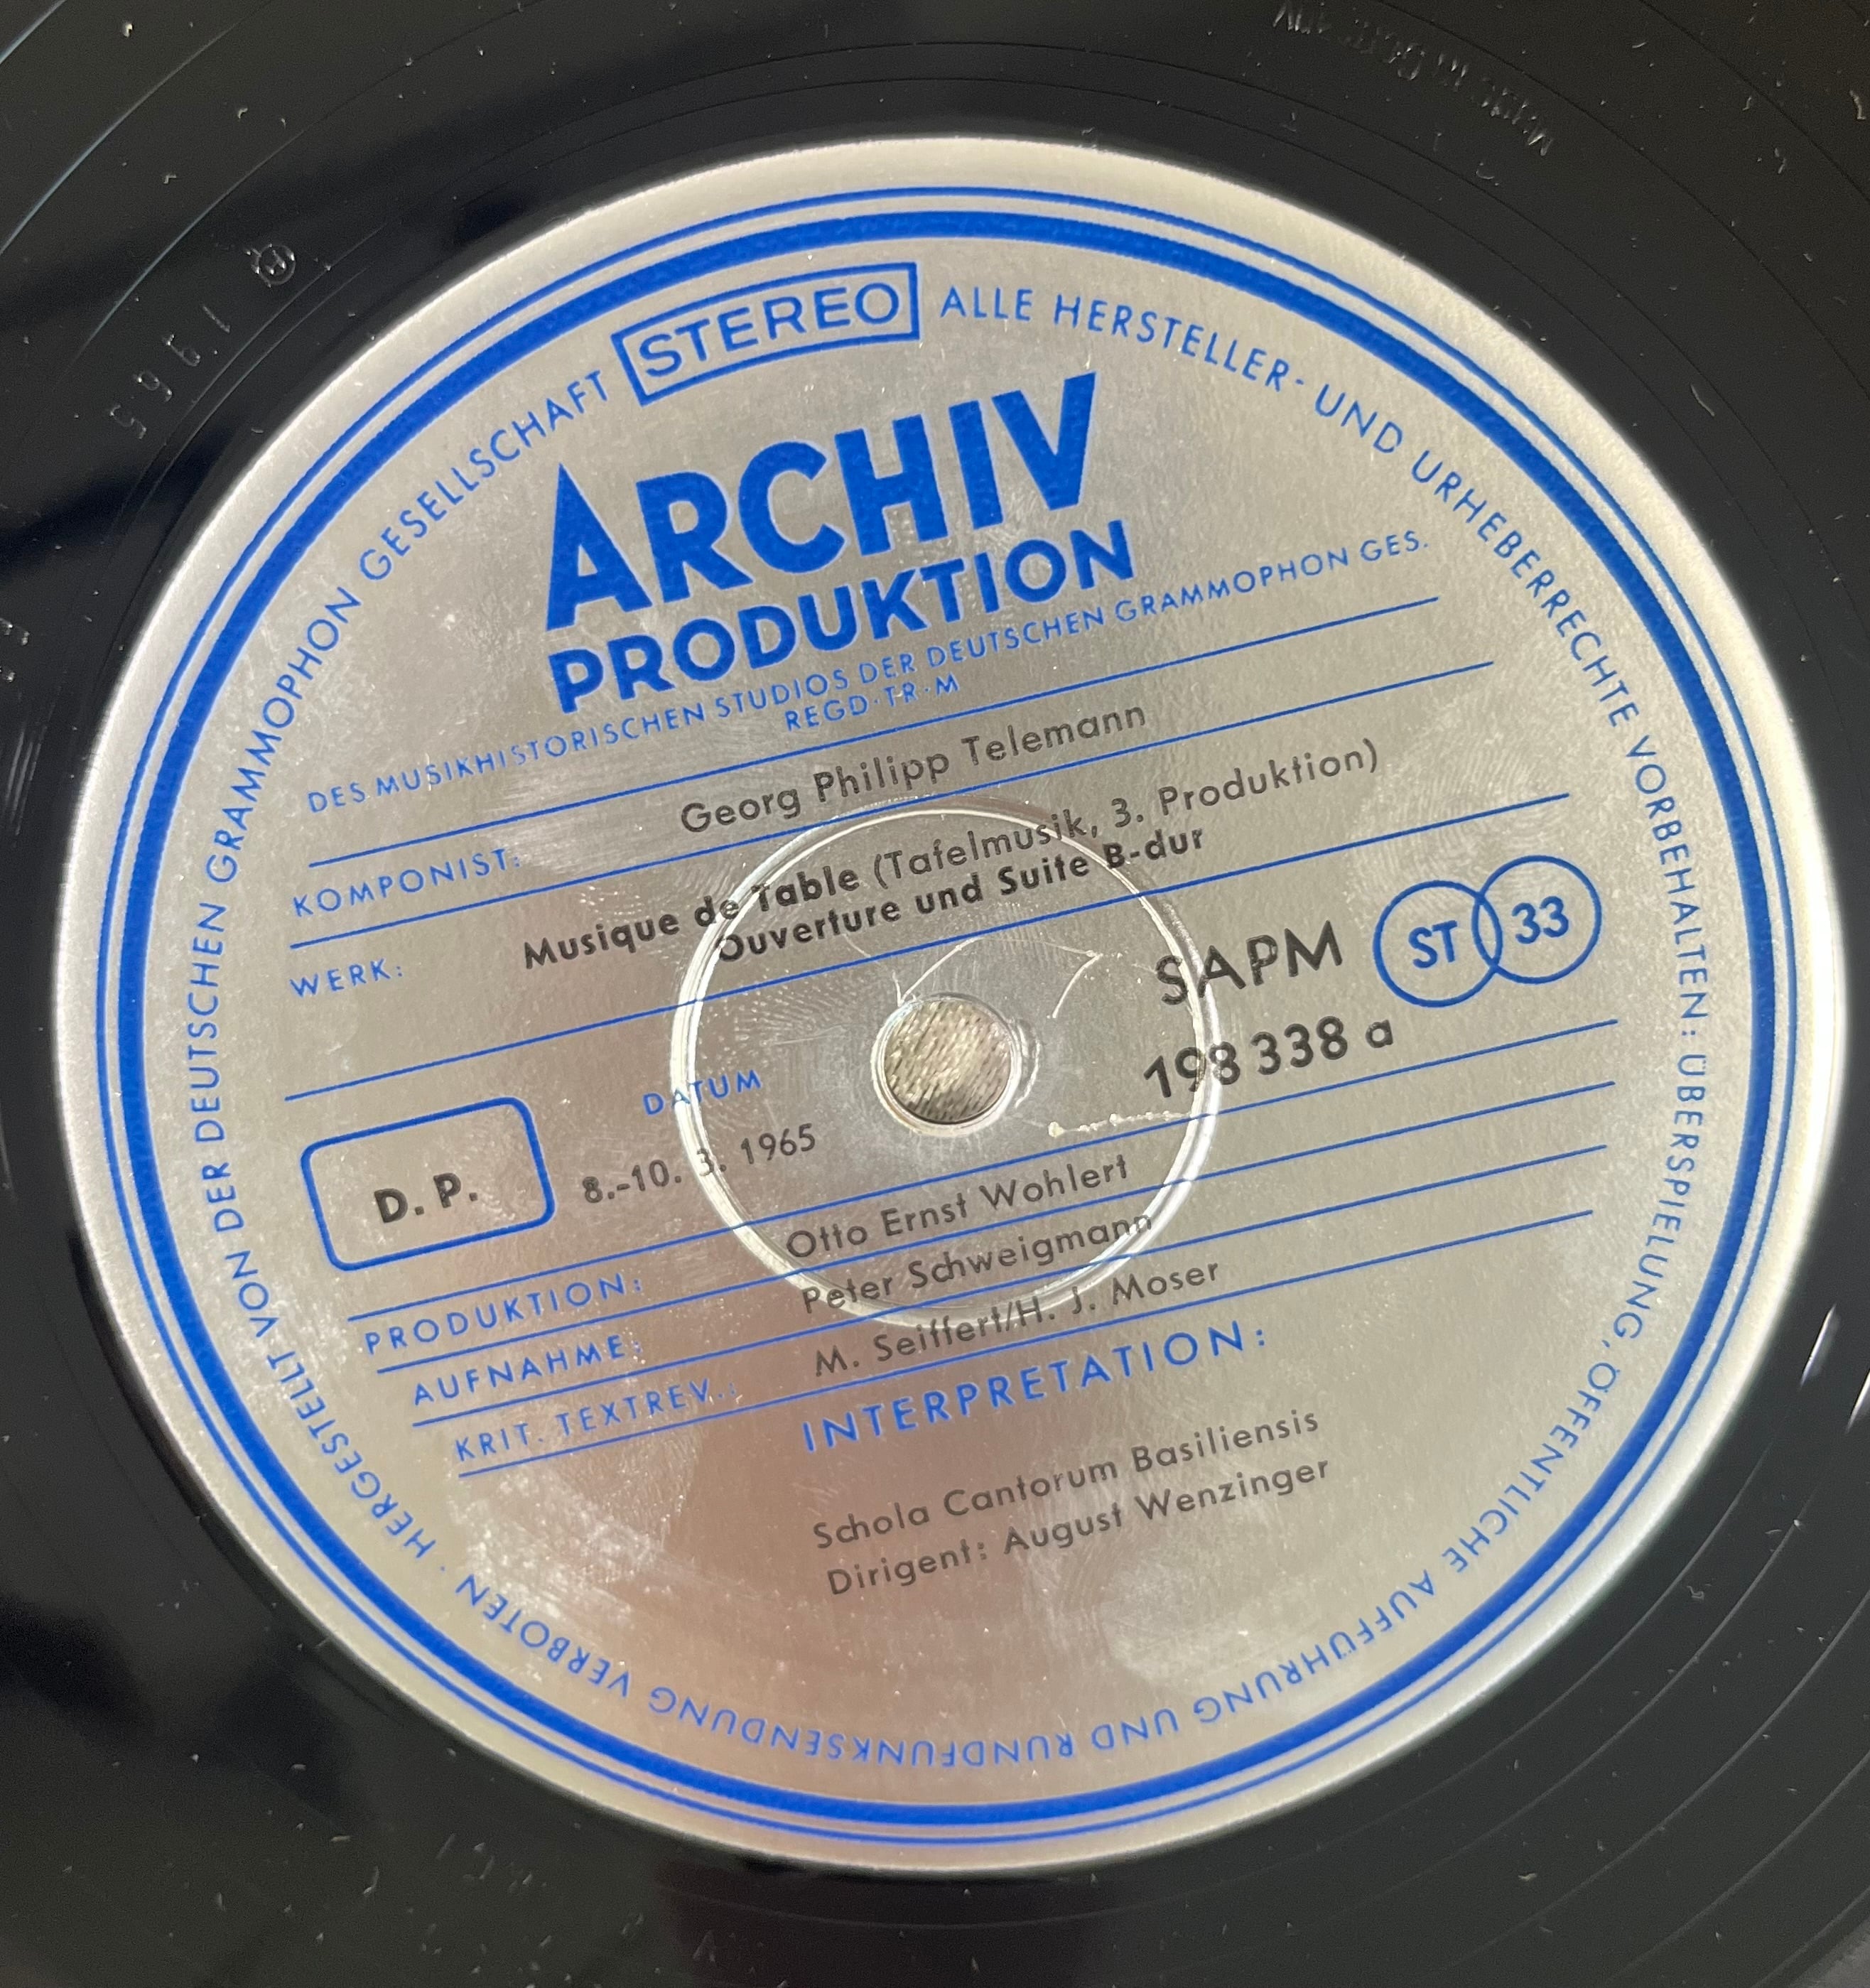 STEREO
ALLE HERSTELLER- UND URHEBERRECHTE VORBEHALTEN: ÜBERSPIELUNG, ÖFFENTLICHE AUFFÜHRUNG UND RUNDFUNKSENDUNG VERBOTEN · HERGESTELLT VON DER DEUTSCHEN GRAMMOPHON GESELLSCHAFT
ARCHIV
PRODUKTION
DES MUSIKHISTORISCHEN STUDIOS DER DEUTSCHEN GRAMMOPHON GES.
REGD·TR·M
KOMPONIST: Georg Philipp Telemann
WERK: Musique de Table (Tafelmusik, 3. Produktion)
Ouverture und Suite B-dur
SAPM ST 33
198 338 a
DATUM
D. P. 8.-10. 3. 1965
PRODUKTION: Otto Ernst Wohlert
AUFNAHME: Peter Schweigmann
KRIT. TEXTREV.: M. Seiffert/H. J. Moser
INTERPRETATION:
Schola Cantorum Basiliensis
Dirigent: August Wenzinger
Ⓟ 1965